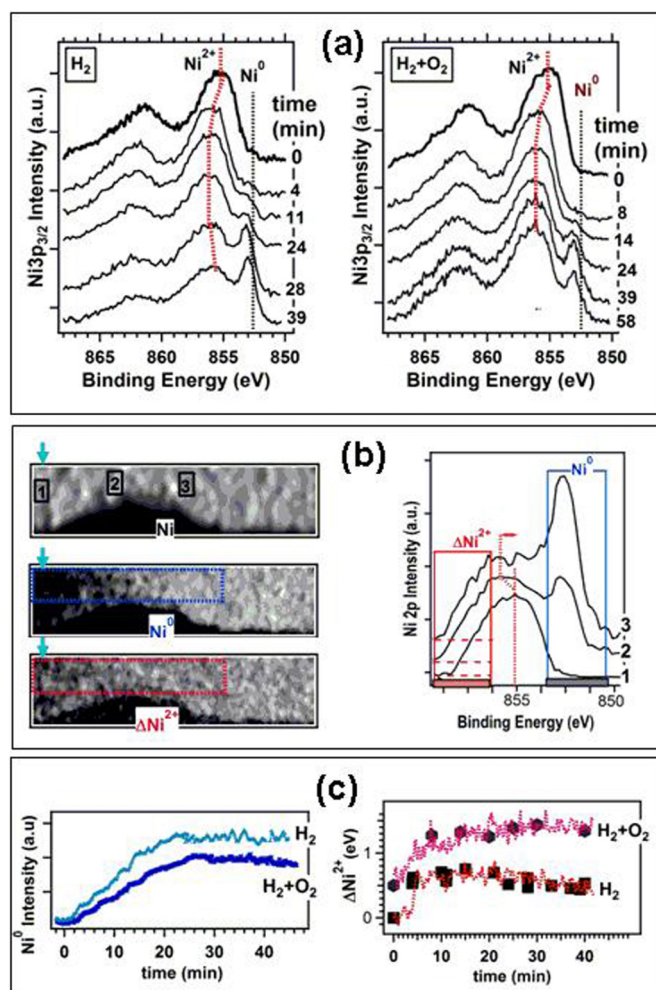 (a)
H2
Ni2+
Ni0
time
(min)
0
4
11
24
28
39
Ni3p3/2 Intensity (a.u.)
865 860 855 850
Binding Energy (eV)
H2+O2
Ni2+
Ni0
time
(min)
0
8
14
24
39
58
Ni3p3/2 Intensity (a.u.)
865 860 855 850
Binding Energy (eV)
(b)
1 2 3
Ni
Ni0
ΔNi2+
Ni 2p Intensity (a.u.)
ΔNi2+
Ni0
3
2
1
855 850
Binding Energy (eV)
(c)
Ni0 Intensity (a.u)
H2
H2+O2
0 10 20 30 40
time (min)
ΔNi2+ (eV)
1
0
H2+O2
H2
0 10 20 30 40
time (min)